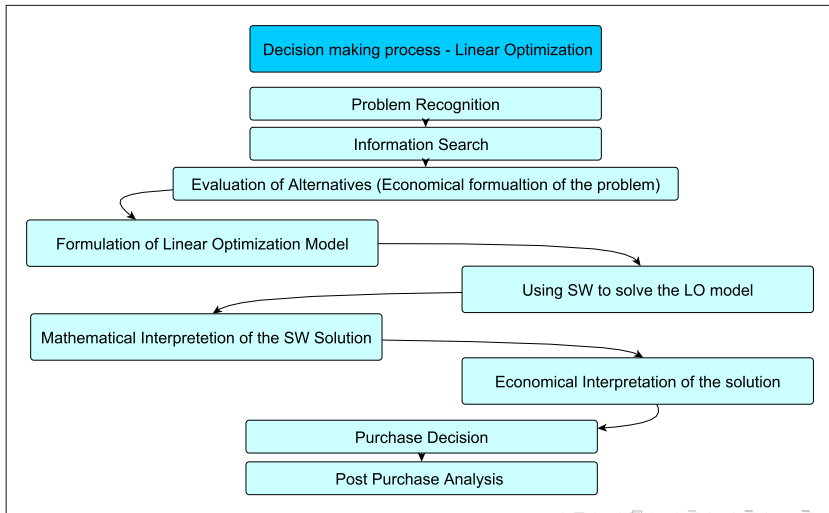 Decision making process - Linear Optimization
Problem Recognition
Information Search
Evaluation of Alternatives (Economical formualtion of the problem)
Formulation of Linear Optimization Model
Using SW to solve the LO model
Mathematical Interpretetion of the SW Solution
Economical Interpretation of the solution
Purchase Decision
Post Purchase Analysis